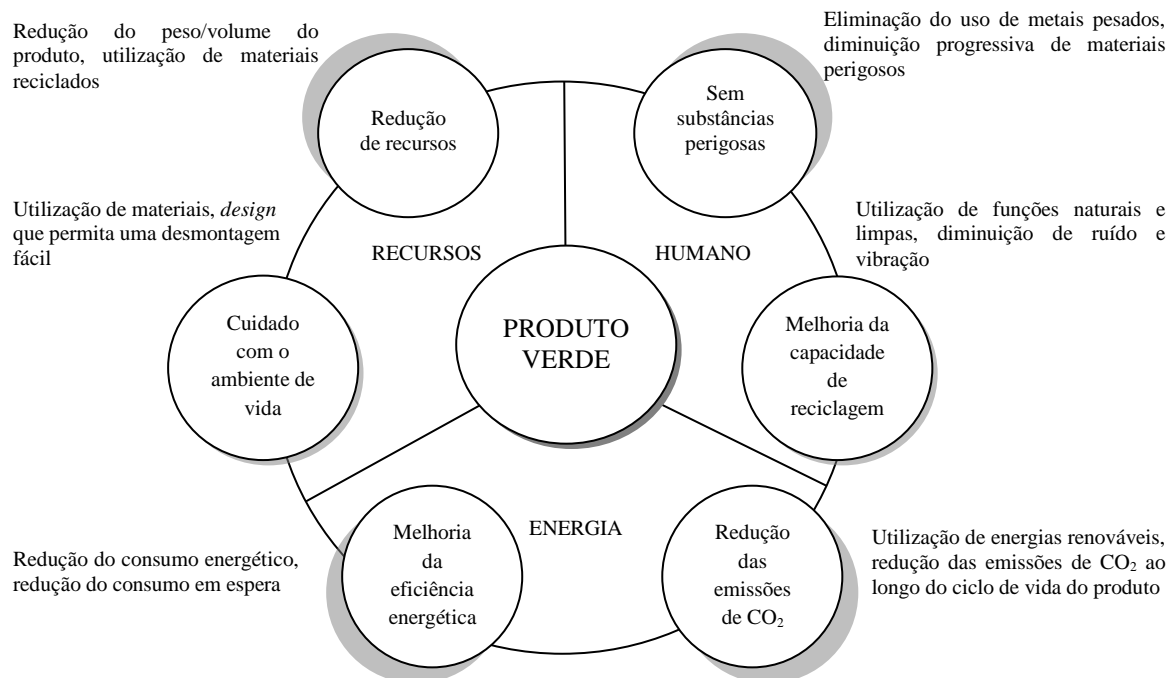 Redução do peso/volume do
produto, utilização de materiais
reciclados
Eliminação do uso de metais pesados,
diminuição progressiva de materiais
perigosos
Redução
de recursos
Sem
substâncias
perigosas
Utilização de materiais, design
que permita uma desmontagem
fácil
Utilização de funções naturais e
limpas, diminuição de ruído e
vibração
RECURSOS
HUMANO
Cuidado
com o
ambiente de
vida
PRODUTO
VERDE
Melhoria da
capacidade
de
reciclagem
ENERGIA
Redução do consumo energético,
redução do consumo em espera
Melhoria
da
eficiência
energética
Redução
das
emissões
de CO₂
Utilização de energias renováveis,
redução das emissões de CO₂ ao
longo do ciclo de vida do produto